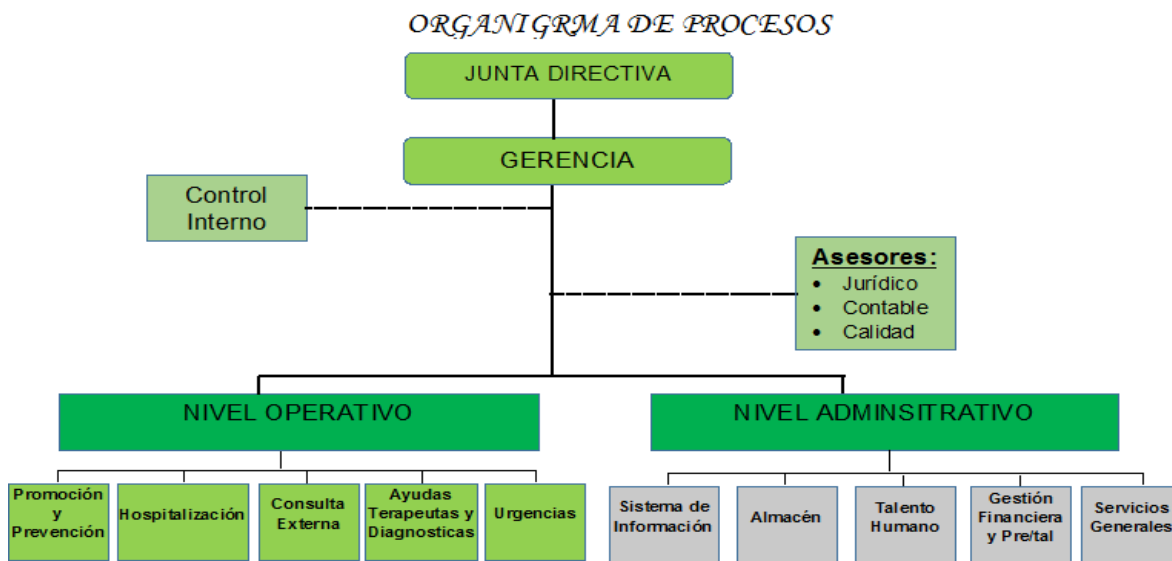 ORGANIGRMA DE PROCESOS
JUNTA DIRECTIVA
GERENCIA
Control
Interno
Asesores:
• Jurídico
• Contable
• Calidad
NIVEL OPERATIVO
NIVEL ADMINSITRATIVO
Promoción
y
Prevención
Hospitalización
Consulta
Externa
Ayudas
Terapeutas y
Diagnosticas
Urgencias
Sistema de
Información
Almacén
Talento
Humano
Gestión
Financiera
y Pre/tal
Servicios
Generales